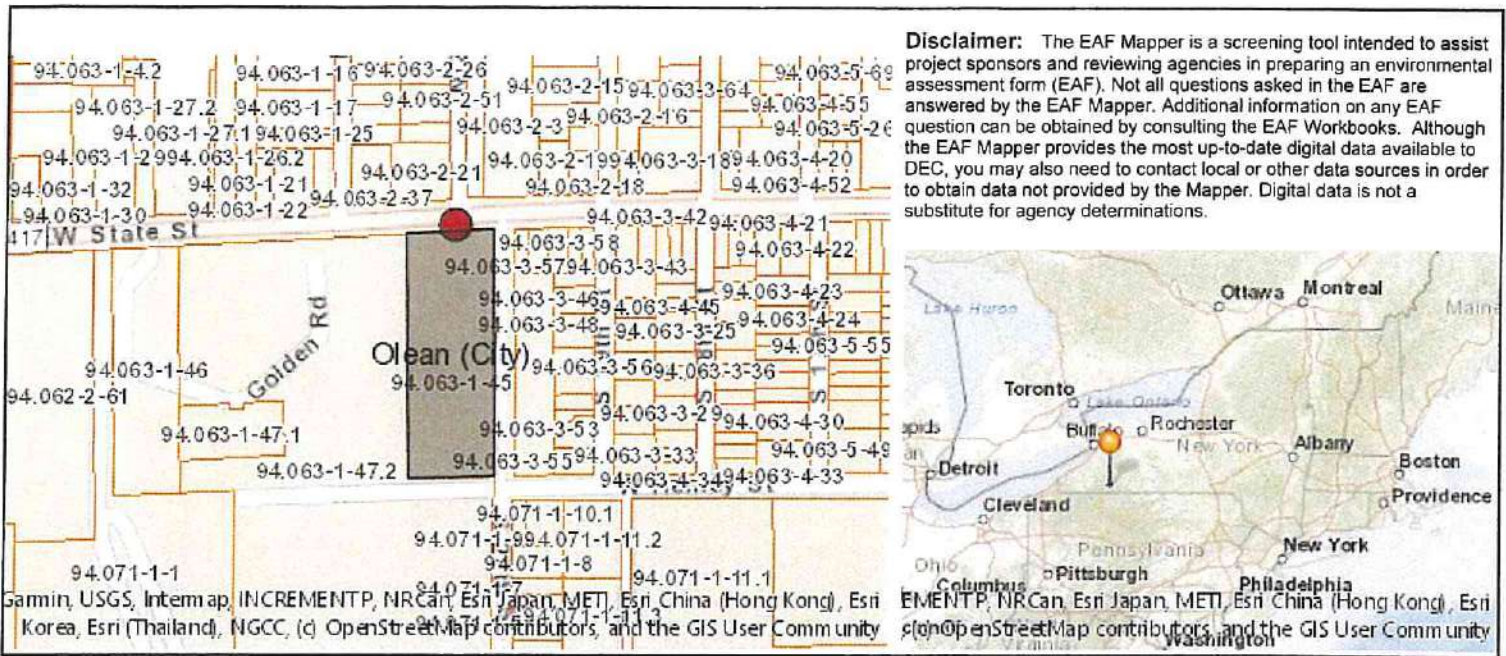 94.063-1-4.2
94.063-1-16
94.063-2-26
94.063-2-15
94.063-3-64
94.063-5-69
94.063-1-27.2
94.063-1-17
94.063-2-51
94.063-2-16
94.063-4-55
94.063-1-27.1
94.063-1-25
94.063-2-3
94.063-5-26
94.063-1-26.2
94.063-3-18
94.063-4-20
94.063-1-32
94.063-1-21
94.063-2-21
94.063-2-18
94.063-4-52
94.063-1-30
94.063-1-22
94.063-2-37
94.063-3-42
94.063-4-21
417
W State St
94.063-3-58
94.063-4-22
94.063-3-57
94.063-3-43
94.063-3-46
94.063-4-45
94.063-4-23
94.063-3-48
94.063-3-25
94.063-4-24
Golden Rd
Olean (City)
94.063-5-55
94.063-1-46
94.063-3-56
94.063-3-36
94.062-2-61
94.063-1-45
94.063-3-29
94.063-4-30
94.063-1-47.1
94.063-3-53
94.063-5-49
94.063-1-47.2
94.063-3-55
94.063-3-33
94.063-4-34
94.063-4-33
94.071-1-10.1
94.071-1-11.2
94.071-1-8
94.071-1-1
94.071-1-11.1
Garmin, USGS, Intermap, INCREMENT P, NRCan, Esri Japan, METI, Esri China (Hong Kong), Esri
Korea, Esri (Thailand), NGCC, (c) OpenStreetMap contributors, and the GIS User Community
Disclaimer: The EAF Mapper is a screening tool intended to assist
project sponsors and reviewing agencies in preparing an environmental
assessment form (EAF). Not all questions asked in the EAF are
answered by the EAF Mapper. Additional information on any EAF
question can be obtained by consulting the EAF Workbooks. Although
the EAF Mapper provides the most up-to-date digital data available to
DEC, you may also need to contact local or other data sources in order
to obtain data not provided by the Mapper. Digital data is not a
substitute for agency determinations.
Ottawa
Montreal
Maine
Lake Huron
Toronto
Lake Ontario
Rochester
apids
Buffalo
New York
Albany
Detroit
Boston
Providence
Cleveland
Pennsylvania
New York
Ohio
Columbus
Pittsburgh
Philadelphia
EMENT P, NRCan, Esri Japan, METI, Esri China (Hong Kong), Esri
OpenStreetMap contributors, and the GIS User Community
Washington
Virginia